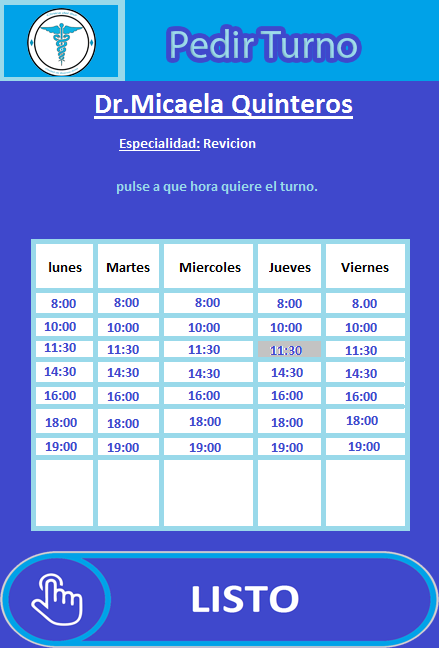 Pedir Turno
Dr.Micaela Quinteros
Especialidad: Revicion
pulse a que hora quiere el turno.
lunes Martes Miercoles Jueves Viernes
8:00 8:00 8:00 8:00 8.00
10:00 10:00 10:00 10:00 10:00
11:30 11:30 11:30 11:30 11:30
14:30 14:30 14:30 14:30 14:30
16:00 16:00 16:00 16:00 16:00
18:00 18:00 18:00 18:00 18:00
19:00 19:00 19:00 19:00 19:00
LISTO